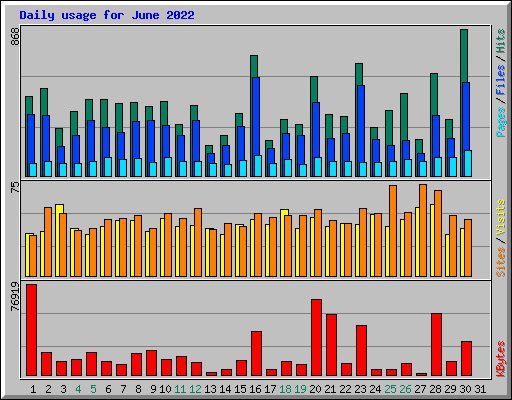 Daily usage for June 2022
868
Pages / Files / Hits
75
Sites / Visits
76919
KBytes
1 2 3 4 5 6 7 8 9 10 11 12 13 14 15 16 17 18 19 20 21 22 23 24 25 26 27 28 29 30 31